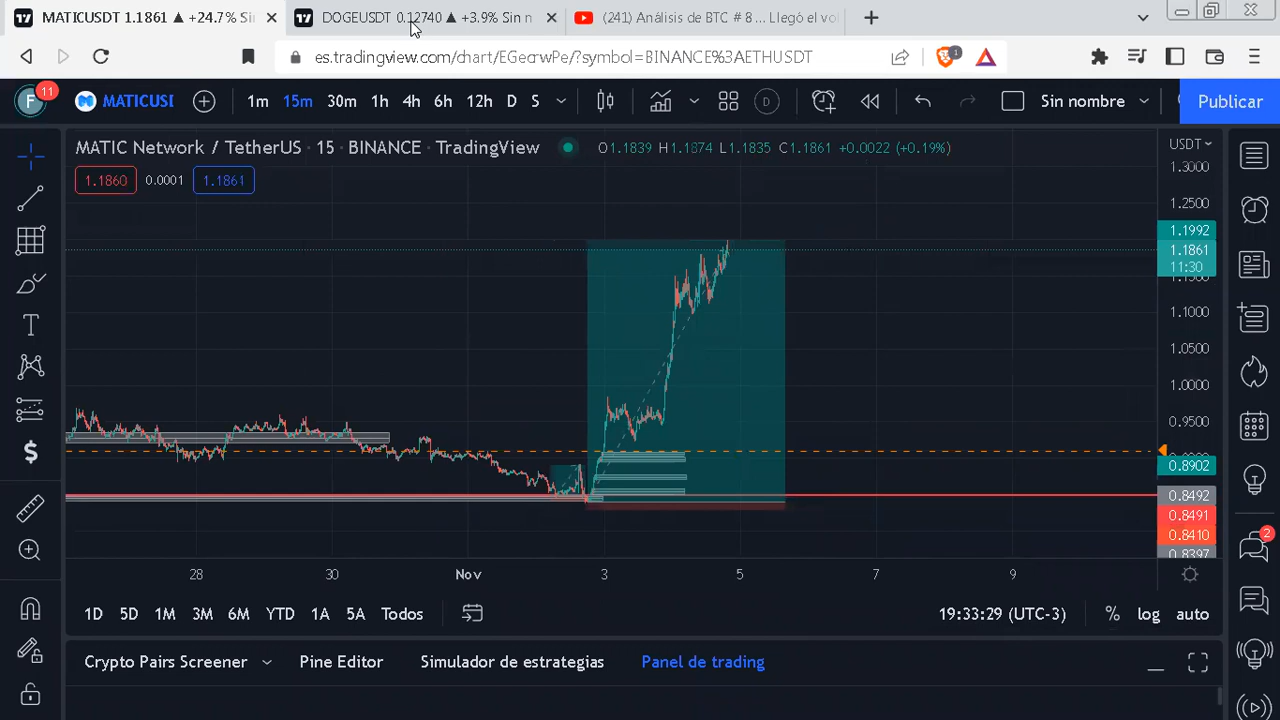 MATICUSDT 1.1861 ▲ +24.7% Si
DOGEUSDT 0.12740 ▲ +3.9% Sin n
(241) Análisis de BTC # 8 ... Llegó el vo
es.tradingview.com/chart/EGeqrwPe/?symbol=BINANCE%3AETHUSDT
1
F
11
MATICUSI
1m 15m 30m 1h 4h 6h 12h D S
D
Sin nombre
Publicar
MATIC Network / TetherUS · 15 · BINANCE · TradingView
O1.1839 H1.1874 L1.1835 C1.1861 +0.0022 (+0.19%)
USDT
1.1860 0.0001 1.1861
1.3000
1.2500
1.1992
1.1861
11:30
1.1000
1.0500
1.0000
0.9500
0.8902
0.8492
0.8491
0.8410
0.8397
2
28 30 Nov 3 5 7 9
1D 5D 1M 3M 6M YTD 1A 5A Todos
19:33:29 (UTC-3) % log auto
Crypto Pairs Screener Pine Editor Simulador de estrategias Panel de trading